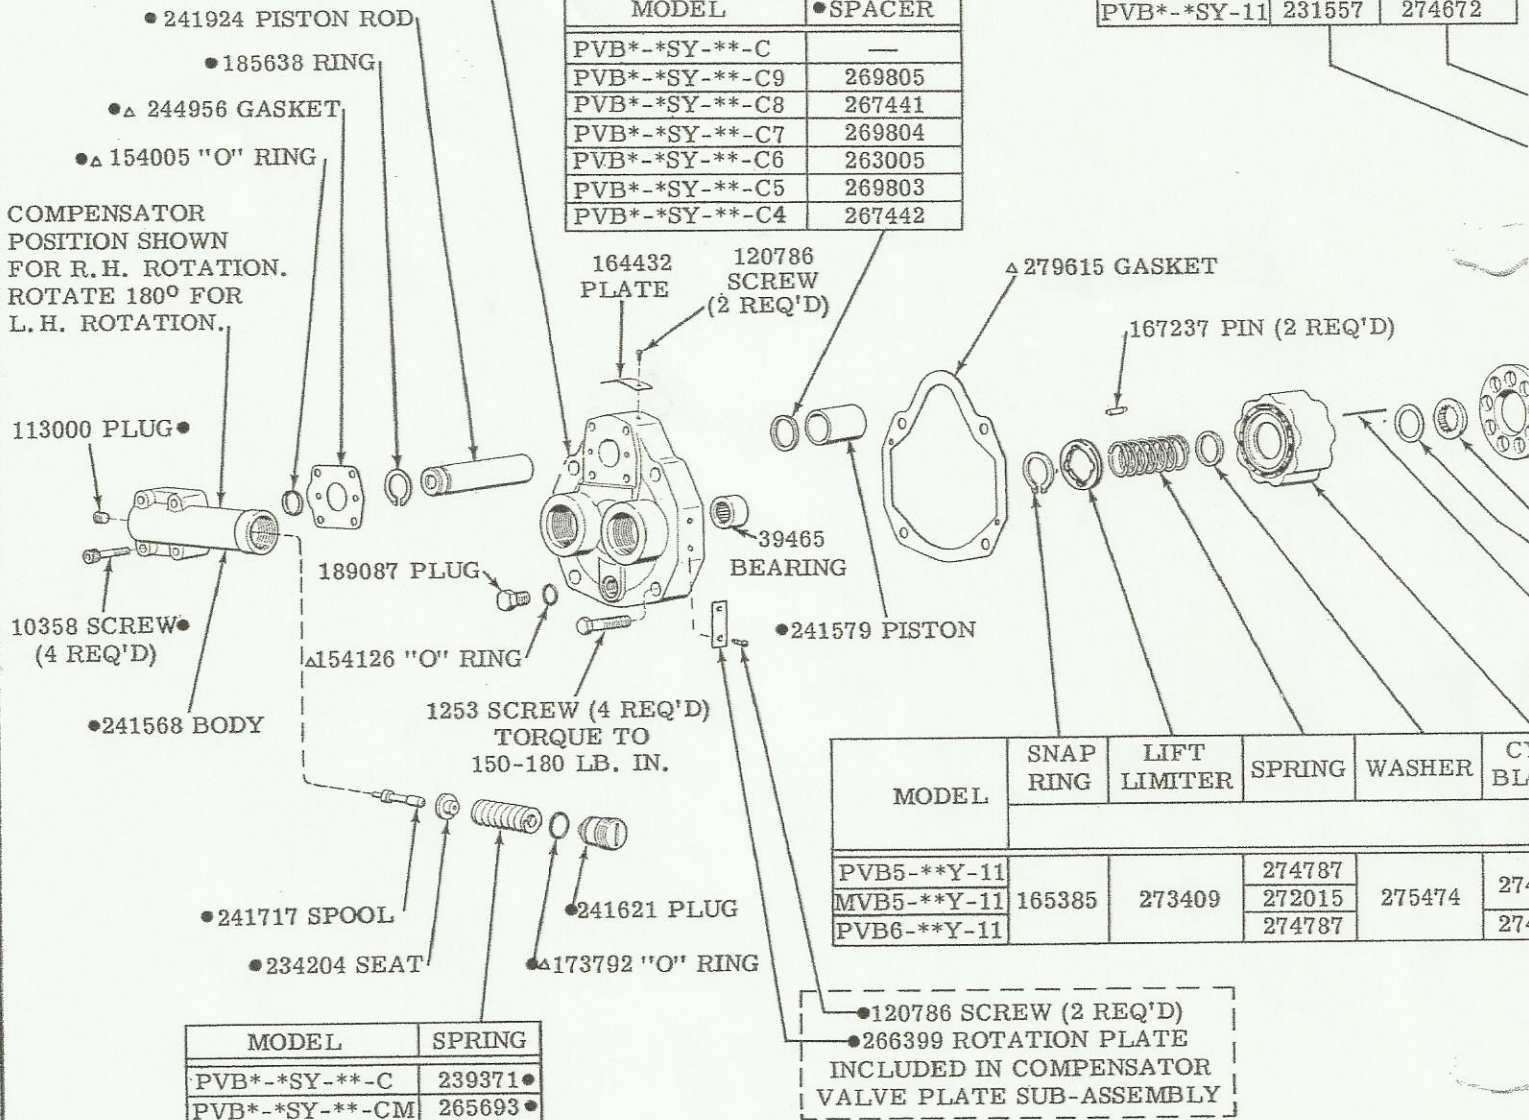 ● 241924 PISTON ROD
● 185638 RING
●△ 244956 GASKET
●△ 154005 "O" RING
COMPENSATOR
POSITION SHOWN
FOR R.H. ROTATION.
ROTATE 180° FOR
L.H. ROTATION.
113000 PLUG ●
10358 SCREW ●
(4 REQ'D)
● 241568 BODY
MODEL ● SPACER
PVB*-*SY-**-C —
PVB*-*SY-**-C9 269805
PVB*-*SY-**-C8 267441
PVB*-*SY-**-C7 269804
PVB*-*SY-**-C6 263005
PVB*-*SY-**-C5 269803
PVB*-*SY-**-C4 267442
PVB*-*SY-11 231557 274672
164432
PLATE
120786
SCREW
(2 REQ'D)
△ 279615 GASKET
167237 PIN (2 REQ'D)
189087 PLUG
△ 154126 "O" RING
39465
BEARING
● 241579 PISTON
1253 SCREW (4 REQ'D)
TORQUE TO
150-180 LB. IN.
● 241717 SPOOL
● 234204 SEAT
● 241621 PLUG
●△ 173792 "O" RING
MODEL SPRING
PVB*-*SY-**-C 239371 ●
PVB*-*SY-**-CM 265693 ●
MODEL SNAP RING LIFT LIMITER SPRING WASHER CY
BL
PVB5-**Y-11 165385 273409 274787 275474 274
MVB5-**Y-11 272015
PVB6-**Y-11 274787 274
● 120786 SCREW (2 REQ'D)
● 266399 ROTATION PLATE
INCLUDED IN COMPENSATOR
VALVE PLATE SUB-ASSEMBLY